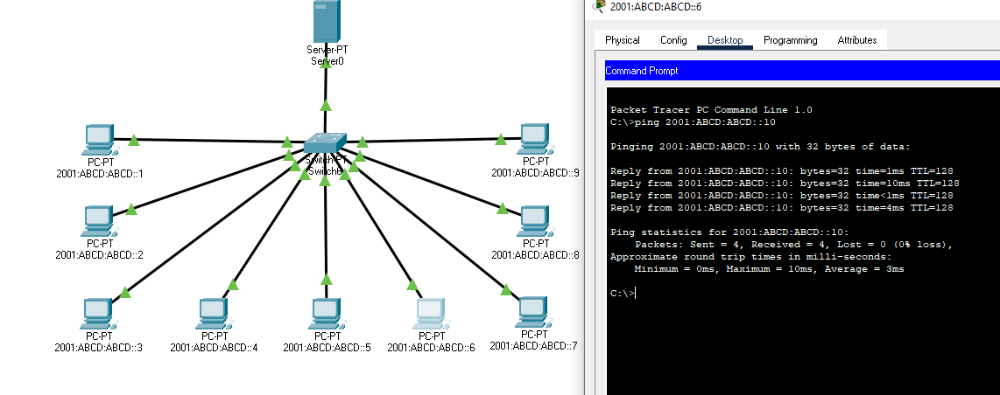 2001:ABCD:ABCD::6
Physical Config Desktop Programming Attributes
Command Prompt
Packet Tracer PC Command Line 1.0
C:\>ping 2001:ABCD:ABCD::10
Pinging 2001:ABCD:ABCD::10 with 32 bytes of data:
Reply from 2001:ABCD:ABCD::10: bytes=32 time=1ms TTL=128
Reply from 2001:ABCD:ABCD::10: bytes=32 time=10ms TTL=128
Reply from 2001:ABCD:ABCD::10: bytes=32 time<1ms TTL=128
Reply from 2001:ABCD:ABCD::10: bytes=32 time=4ms TTL=128
Ping statistics for 2001:ABCD:ABCD::10:
Packets: Sent = 4, Received = 4, Lost = 0 (0% loss),
Approximate round trip times in milli-seconds:
Minimum = 0ms, Maximum = 10ms, Average = 3ms
C:\>
Server-PT
Server0
Switch-PT
PC-PT
2001:ABCD:ABCD::1
PC-PT
2001:ABCD:ABCD::9
PC-PT
2001:ABCD:ABCD::2
PC-PT
2001:ABCD:ABCD::8
PC-PT
2001:ABCD:ABCD::3
PC-PT
2001:ABCD:ABCD::4
PC-PT
2001:ABCD:ABCD::5
PC-PT
2001:ABCD:ABCD::6
PC-PT
2001:ABCD:ABCD::7